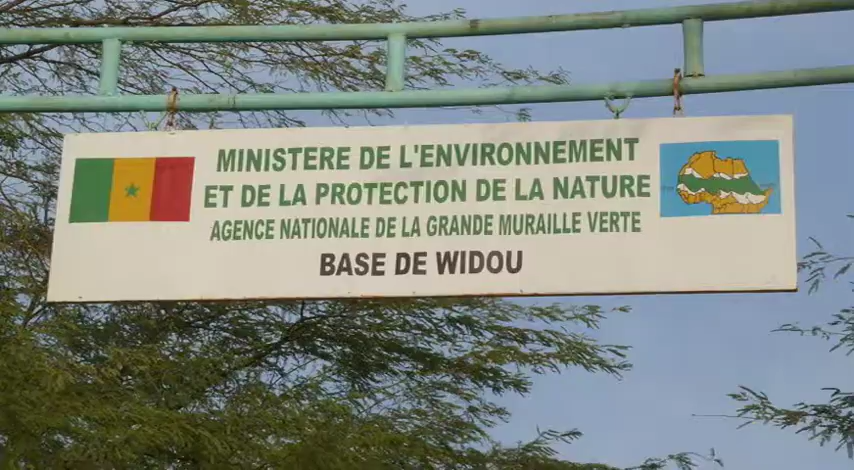 MINISTERE DE L'ENVIRONNEMENT
ET DE LA PROTECTION DE LA NATURE
AGENCE NATIONALE DE LA GRANDE MURAILLE VERTE
BASE DE WIDOU